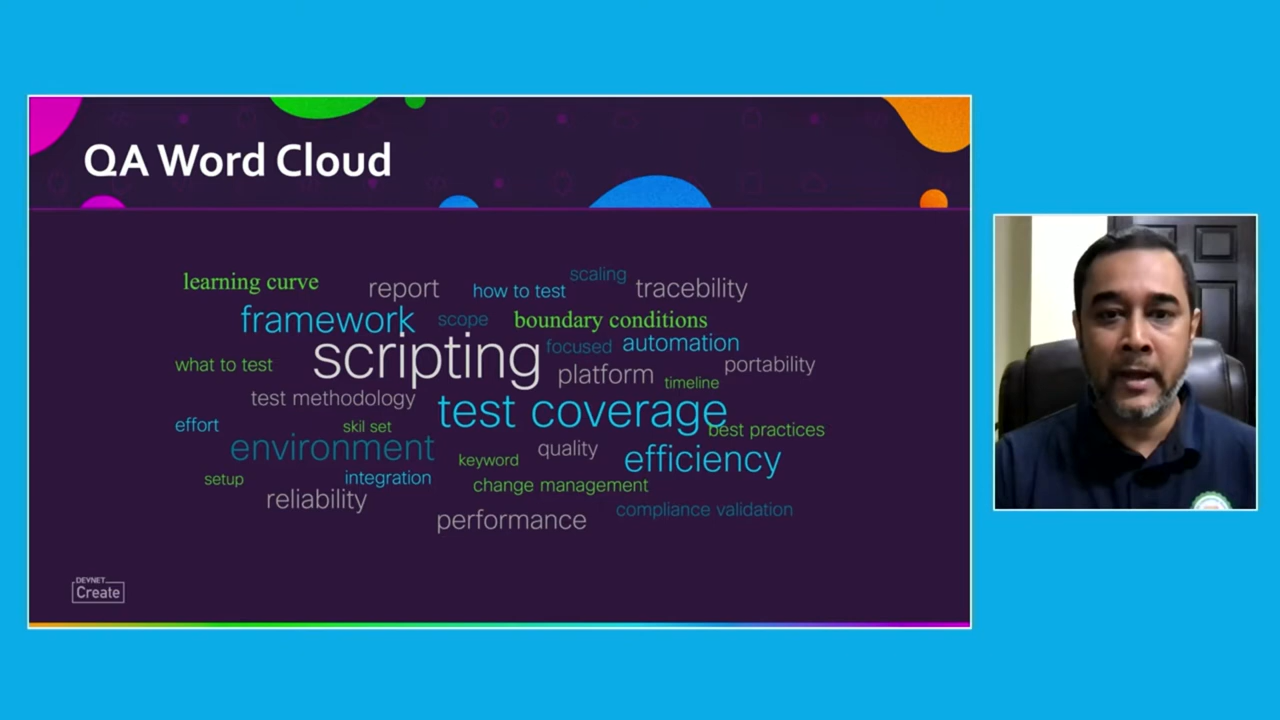 QA Word Cloud
learning curve
report
how to test
scaling
tracebility
framework
scope
boundary conditions
scripting
focused
automation
what to test
platform
timeline
portability
test methodology
test coverage
effort
skil set
best practices
environment
keyword
quality
efficiency
setup
integration
change management
reliability
performance
compliance validation
DEVNET
Create